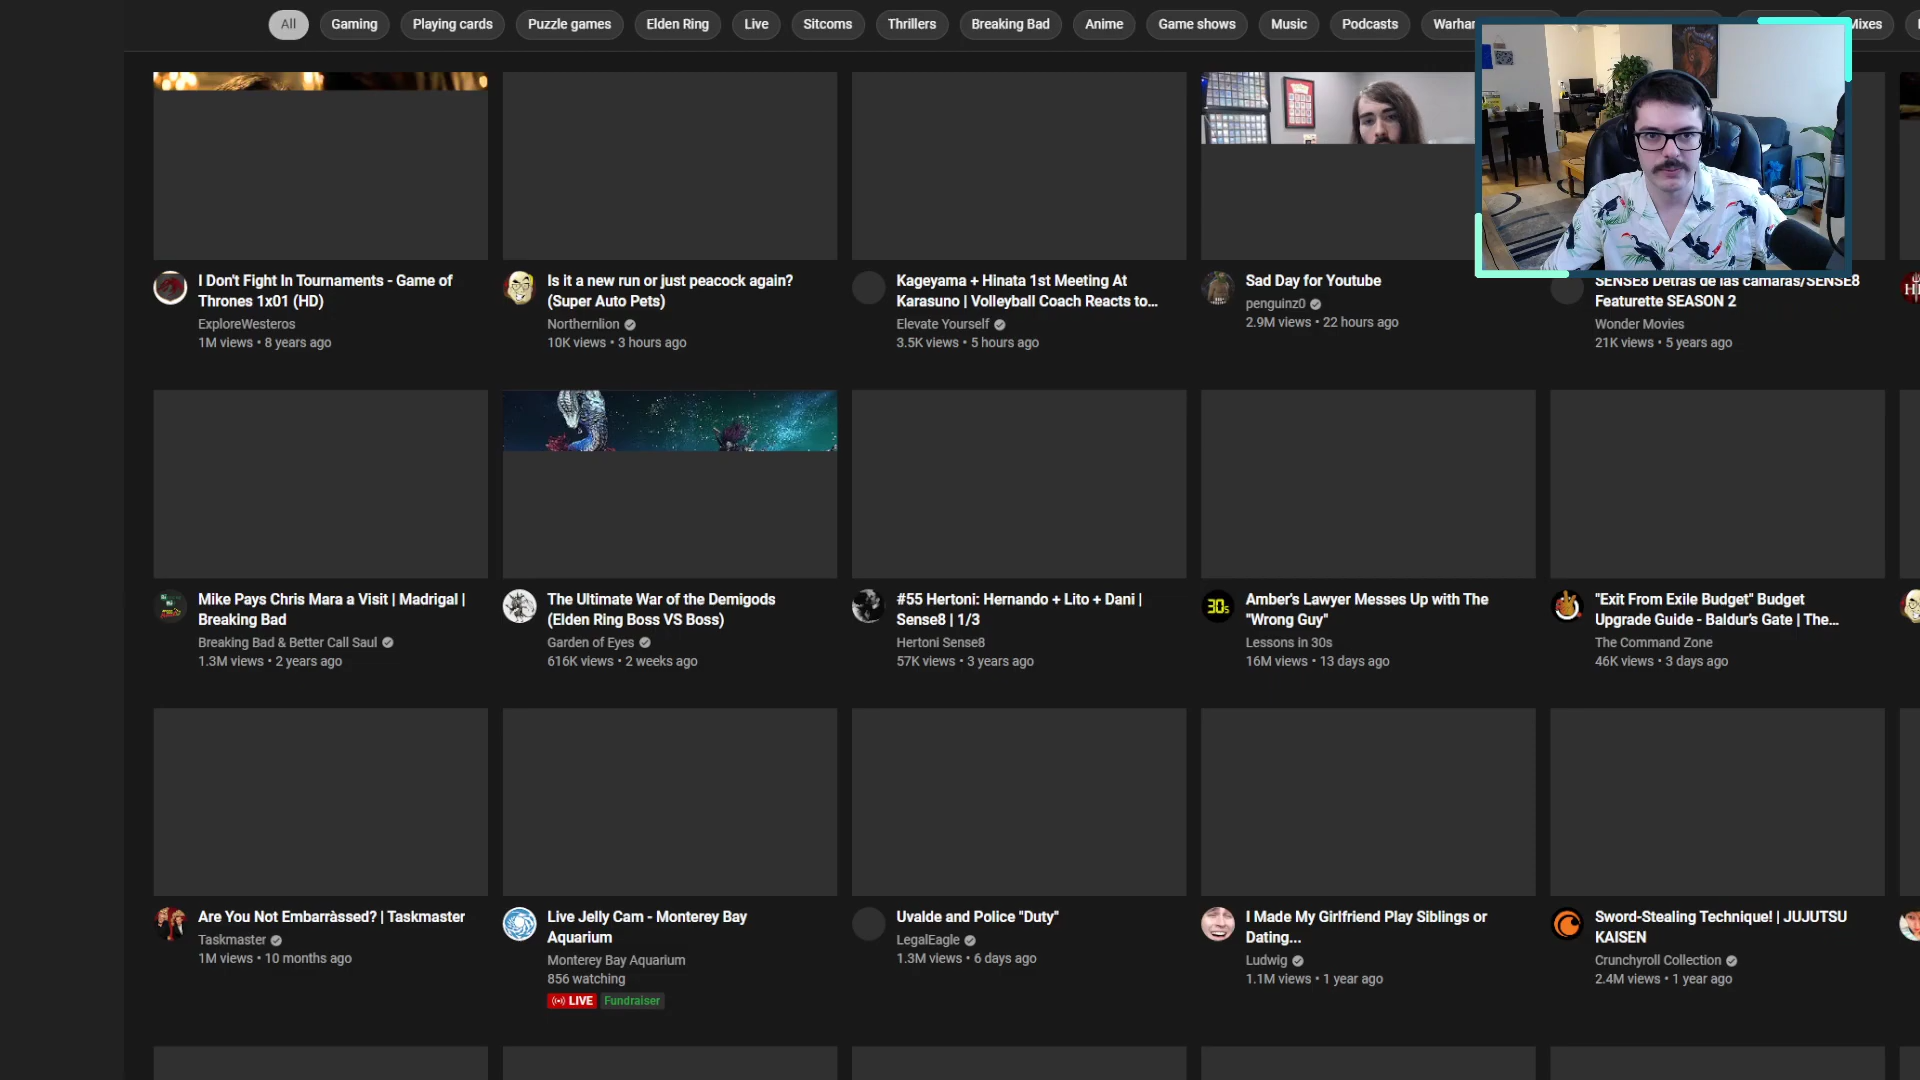 All
Gaming
Playing cards
Puzzle games
Elden Ring
Live
Sitcoms
Thrillers
Breaking Bad
Anime
Game shows
Music
Podcasts
Mixes
I Don't Fight In Tournaments - Game of
Thrones 1x01 (HD)
ExploreWesteros
1M views • 8 years ago
Is it a new run or just peacock again?
(Super Auto Pets)
Northernlion
10K views • 3 hours ago
Kageyama + Hinata 1st Meeting At
Karasuno | Volleyball Coach Reacts to...
Elevate Yourself
3.5K views • 5 hours ago
Sad Day for Youtube
penguinz0
2.9M views • 22 hours ago
SENSE8 Detras de las camaras/SENSE8
Featurette SEASON 2
Wonder Movies
21K views • 5 years ago
Mike Pays Chris Mara a Visit | Madrigal |
Breaking Bad
Breaking Bad & Better Call Saul
1.3M views • 2 years ago
The Ultimate War of the Demigods
(Elden Ring Boss VS Boss)
Garden of Eyes
616K views • 2 weeks ago
#55 Hertoni: Hernando + Lito + Dani |
Sense8 | 1/3
Hertoni Sense8
57K views • 3 years ago
30s
Amber's Lawyer Messes Up with The
"Wrong Guy"
Lessons in 30s
16M views • 13 days ago
"Exit From Exile Budget" Budget
Upgrade Guide - Baldur's Gate | The...
The Command Zone
46K views • 3 days ago
Are You Not Embarràssed? | Taskmaster
Taskmaster
1M views • 10 months ago
Live Jelly Cam - Monterey Bay
Aquarium
Monterey Bay Aquarium
856 watching
LIVE
Fundraiser
Uvalde and Police "Duty"
LegalEagle
1.3M views • 6 days ago
I Made My Girlfriend Play Siblings or
Dating...
Ludwig
1.1M views • 1 year ago
Sword-Stealing Technique! | JUJUTSU
KAISEN
Crunchyroll Collection
2.4M views • 1 year ago